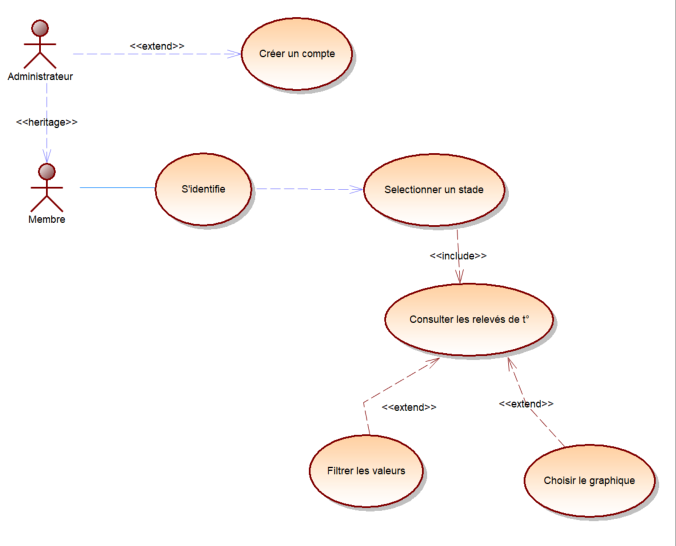 <<extend>>
Créer un compte
Administrateur
<<heritage>>
S'identifie
Selectionner un stade
Membre
<<include>>
Consulter les relevés de t°
<<extend>>
<<extend>>
Filtrer les valeurs
Choisir le graphique